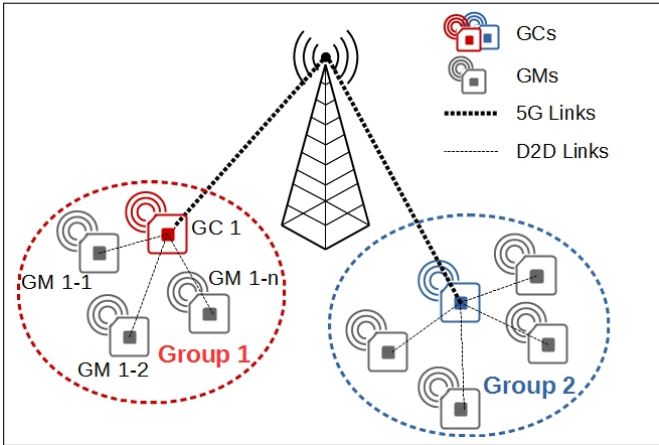 GCs
GMs
5G Links
D2D Links
GC 1
GM 1-1
GM 1-n
GM 1-2
Group 1
Group 2